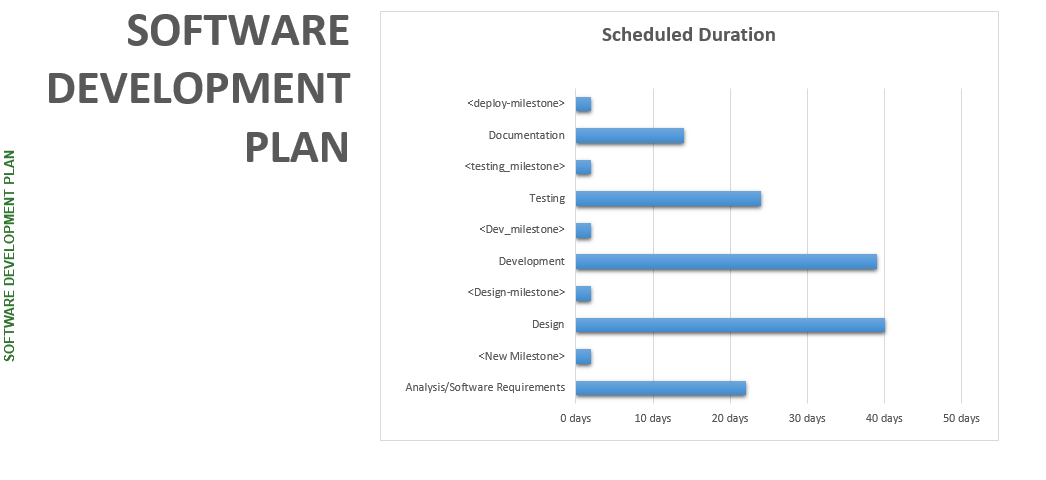 SOFTWARE
DEVELOPMENT
PLAN
SOFTWARE DEVELOPMENT PLAN
Scheduled Duration
<deploy-milestone>
Documentation
<testing_milestone>
Testing
<Dev_milestone>
Development
<Design-milestone>
Design
<New Milestone>
Analysis/Software Requirements
0 days 10 days 20 days 30 days 40 days 50 days